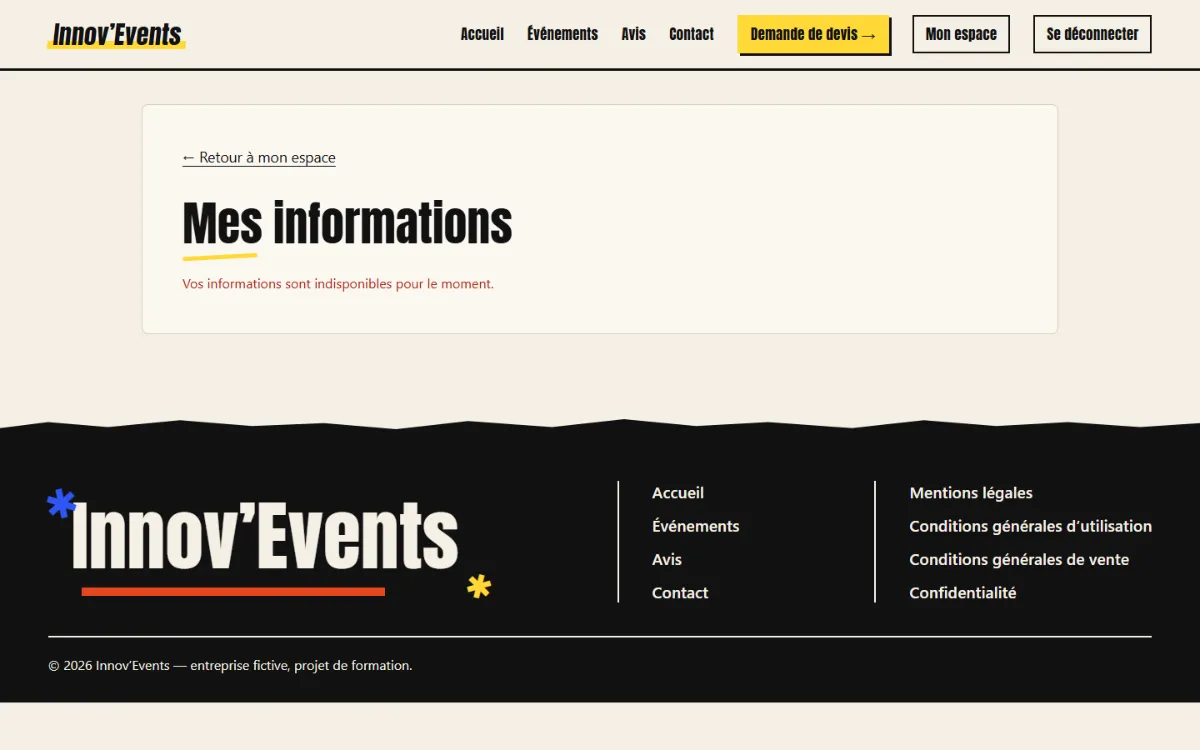 Innov’Events
Accueil
Événements
Avis
Contact
Demande de devis →
Mon espace
Se déconnecter
← Retour à mon espace
Mes informations
Vos informations sont indisponibles pour le moment.
Innov’Events
Accueil
Événements
Avis
Contact
Mentions légales
Conditions générales d’utilisation
Conditions générales de vente
Confidentialité
© 2026 Innov’Events — entreprise fictive, projet de formation.